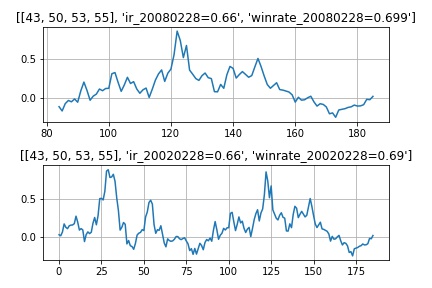 [[43, 50, 53, 55], 'ir_20080228=0.66', 'winrate_20080228=0.699']
0.5
0.0
80 100 120 140 160 180
[[43, 50, 53, 55], 'ir_20020228=0.66', 'winrate_20020228=0.69']
0.5
0.0
0 25 50 75 100 125 150 175